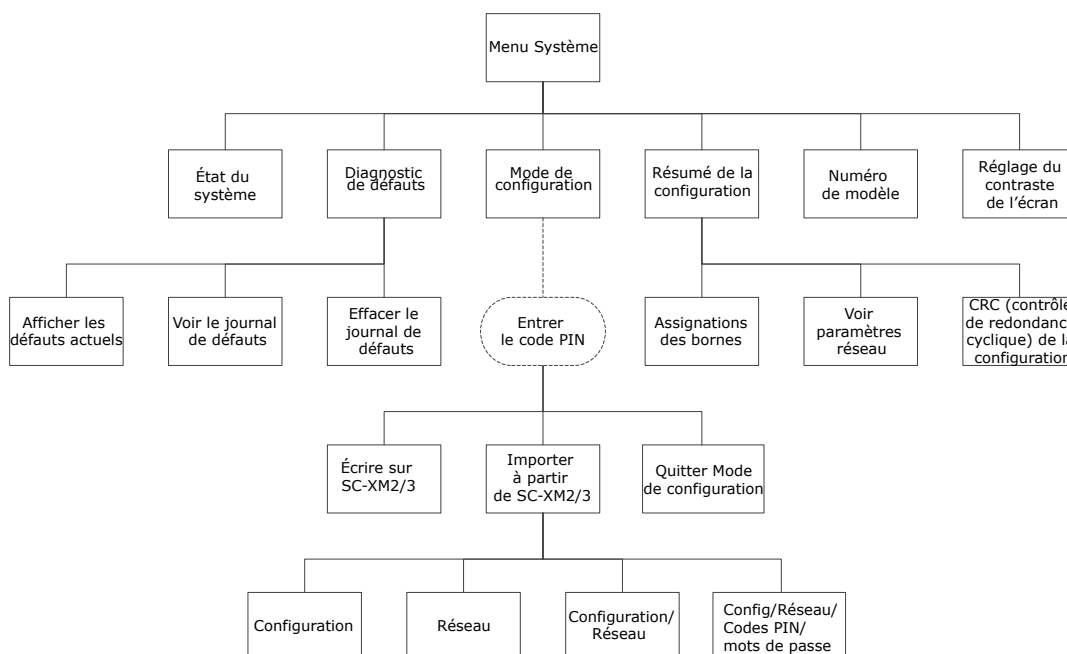 Menu Système
État du
système
Diagnostic
de défauts
Mode de
configuration
Résumé de la
configuration
Numéro
de modèle
Réglage du
contraste
de l’écran
Afficher les
défauts actuels
Voir le journal
de défauts
Effacer le
journal de
défauts
Entrer
le code PIN
Assignations
des bornes
Voir
paramètres
réseau
CRC (contrôle
de redondance
cyclique) de la
configuration
Écrire sur
SC-XM2/3
Importer
à partir
de SC-XM2/3
Quitter Mode
de configuration
Configuration
Réseau
Configuration/
Réseau
Config/Réseau/
Codes PIN/
mots de passe